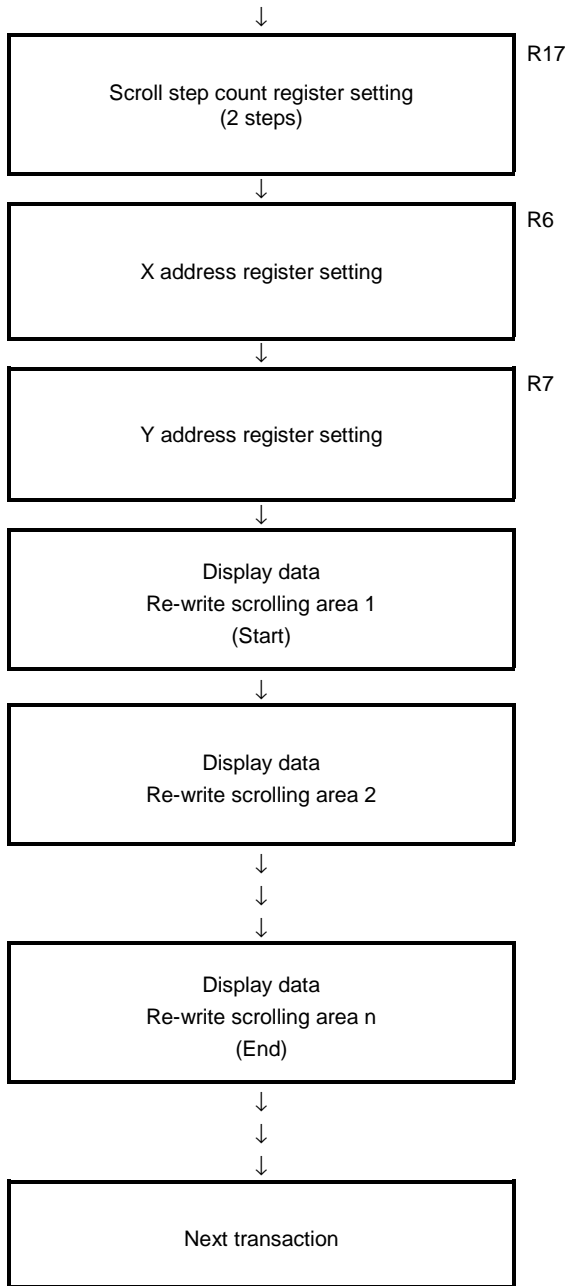 ↓
R17
Scroll step count register setting
(2 steps)
↓
R6
X address register setting
↓
R7
Y address register setting
↓
Display data
Re-write scrolling area 1
(Start)
↓
Display data
Re-write scrolling area 2
↓
↓
↓
Display data
Re-write scrolling area n
(End)
↓
↓
↓
Next transaction